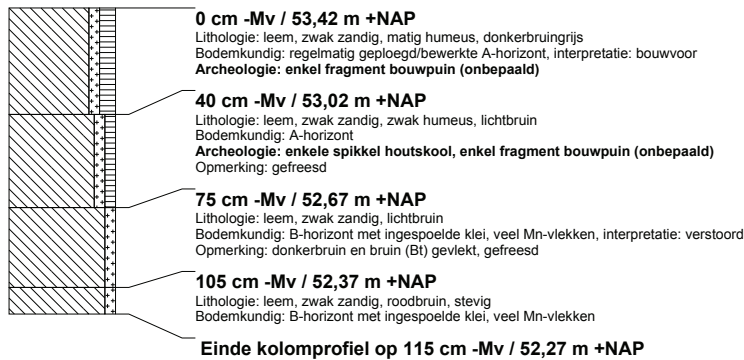 0 cm -Mv / 53,42 m +NAP
Lithologie: leem, zwak zandig, matig humeus, donkerbruingrijs
Bodemkundig: regelmatig geploegd/bewerkte A-horizont, interpretatie: bouwvoor
Archeologie: enkel fragment bouwpuin (onbepaald)
40 cm -Mv / 53,02 m +NAP
Lithologie: leem, zwak zandig, zwak humeus, lichtbruin
Bodemkundig: A-horizont
Archeologie: enkele spikkel houtskool, enkel fragment bouwpuin (onbepaald)
Opmerking: gefreesd
75 cm -Mv / 52,67 m +NAP
Lithologie: leem, zwak zandig, lichtbruin
Bodemkundig: B-horizont met ingespoelde klei, veel Mn-vlekken, interpretatie: verstoord
Opmerking: donkerbruin en bruin (Bt) gevlekt, gefreesd
105 cm -Mv / 52,37 m +NAP
Lithologie: leem, zwak zandig, roodbruin, stevig
Bodemkundig: B-horizont met ingespoelde klei, veel Mn-vlekken
Einde kolomprofiel op 115 cm -Mv / 52,27 m +NAP